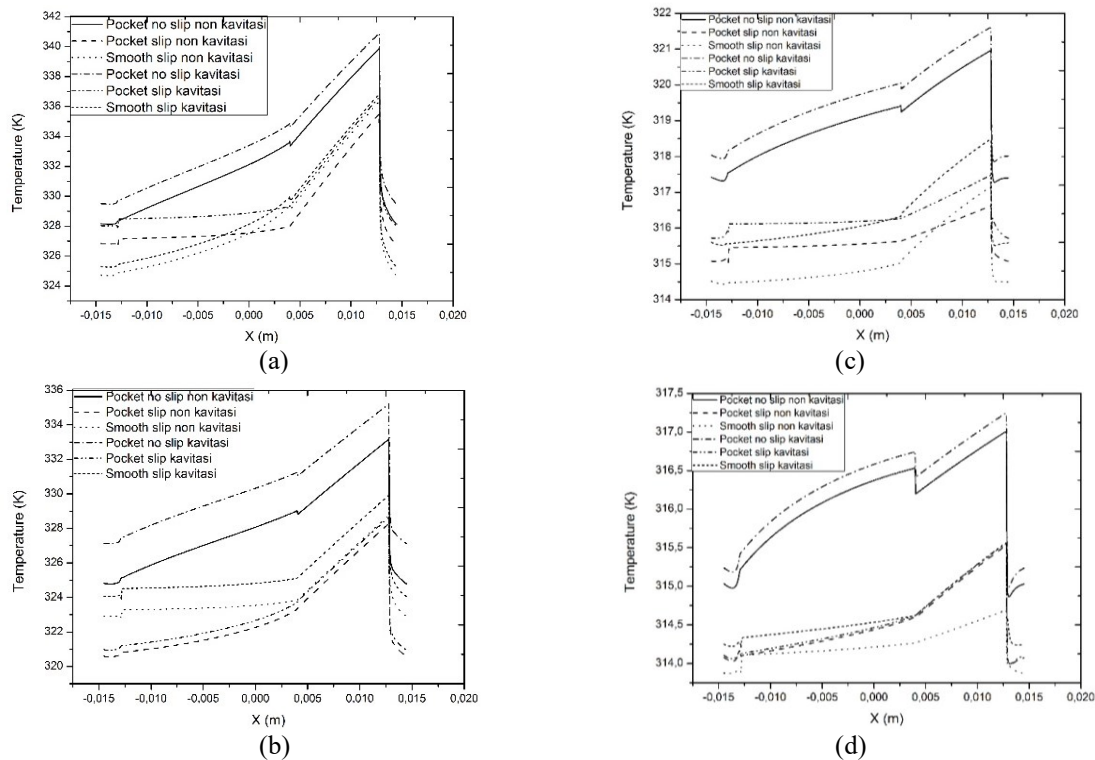 342
340
339
336
333
332
330
328
326
324
Temperature (K)
Pocket no slip non kavitasi
Pocket slip non kavitasi
Smooth slip non kavitasi
Pocket no slip kavitasi
Pocket slip kavitasi
Smooth slip kavitasi
-0,015
-0,010
-0,005
0,000
0,005
0,010
0,015
0,020
X (m)
(a)
322
321
320
319
318
317
316
315
314
Temperature (K)
Pocket no slip non kavitasi
Pocket slip non kavitasi
Smooth slip non kavitasi
Pocket no slip kavitasi
Pocket slip kavitasi
Smooth slip kavitasi
-0,015
-0,010
-0,005
0,000
0,005
0,010
0,015
0,020
X (m)
(c)
336
334
333
331
329
328
326
324
322
320
Temperature (K)
Pocket no slip non kavitasi
Pocket slip non kavitasi
Smooth slip non kavitasi
Pocket no slip kavitasi
Pocket slip kavitasi
Smooth slip kavitasi
-0,015
-0,010
-0,005
0,000
0,005
0,010
0,015
0,020
X (m)
(b)
317,5
317,0
316,5
316,0
315,5
315,0
314,5
314,0
Temperature (K)
Pocket no slip non kavitasi
Pocket slip non kavitasi
Smooth slip non kavitasi
Pocket no slip kavitasi
Pocket slip kavitasi
Smooth slip kavitasi
-0,015
-0,010
0,000
0,005
0,010
0,015
0,020
X (m)
(d)